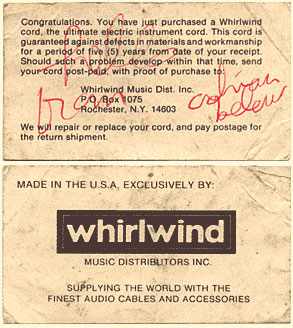 Congratulations. You have just purchased a Whirlwind
cord, the ultimate electric instrument cord. This cord is
guaranteed against defects in materials and workmanship
for a period of five (5) years from date of your receipt.
Should such a problem develop within that time, send
your cord post-paid, with proof of purchase to:
Whirlwind Music Dist. Inc.
P.O. Box 1075
Rochester, N.Y. 14603
We will repair or replace your cord, and pay postage for
the return shipment.
adrian
belew
MADE IN THE U.S.A. EXCLUSIVELY BY:
whirlwind
MUSIC DISTRIBUTORS INC.
SUPPLYING THE WORLD WITH THE
FINEST AUDIO CABLES AND ACCESSORIES